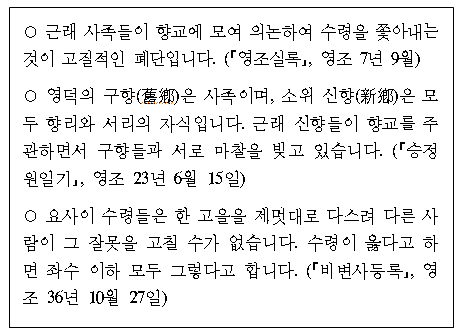 ○ 근래 사족들이 향교에 모여 의논하여 수령을 쫓아내는
것이 고질적인 폐단입니다. (『영조실록』, 영조 7년 9월)
○ 영덕의 구향(舊鄕)은 사족이며, 소위 신향(新鄕)은 모
두 향리와 서리의 자식입니다. 근래 신향들이 향교를 주
관하면서 구향들과 서로 마찰을 빚고 있습니다. (『승정
원일기』, 영조 23년 6월 15일)
○ 요사이 수령들은 한 고을을 제멋대로 다스려 다른 사
람이 그 잘못을 고칠 수가 없습니다. 수령이 옳다고 하
면 좌수 이하 모두 그렇다고 합니다. (『비변사등록』, 영
조 36년 10월 27일)